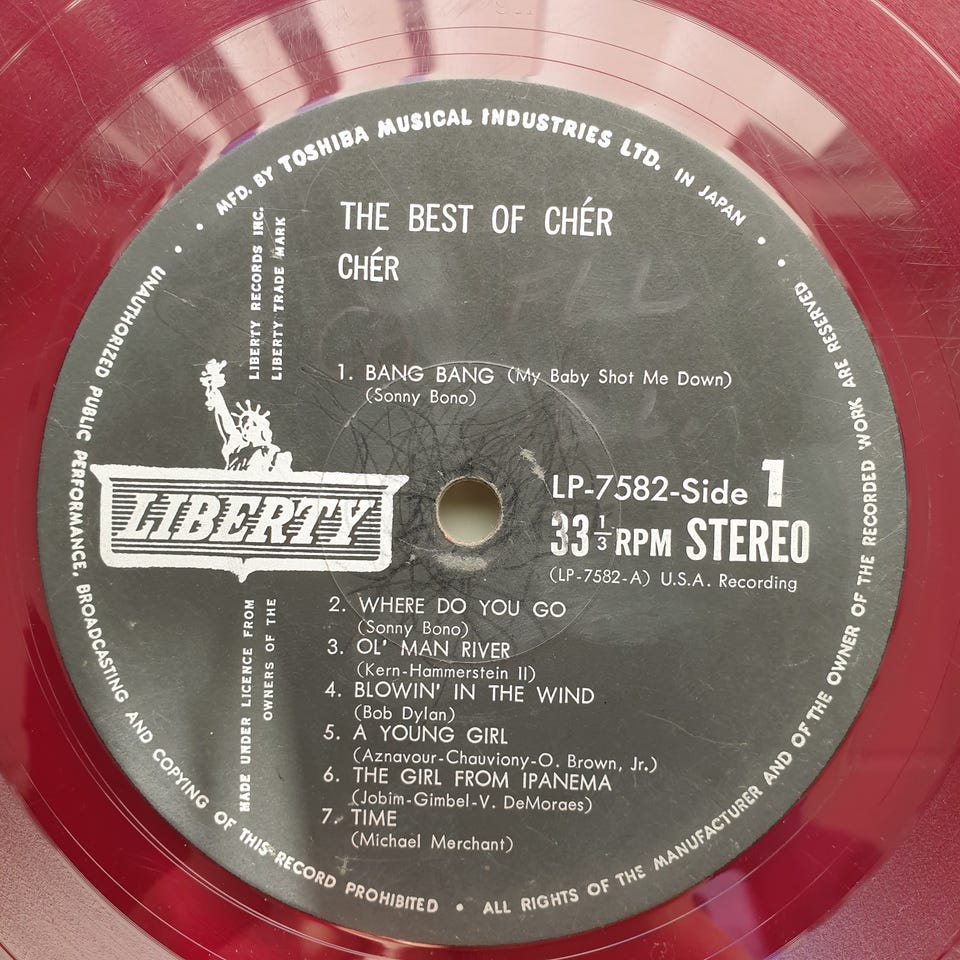 MFD. BY TOSHIBA MUSICAL INDUSTRIES LTD. IN JAPAN
THE BEST OF CHÉR
CHÉR
LIBERTY RECORDS INC.
LIBERTY TRADE MARK
1. BANG BANG (My Baby Shot Me Down)
(Sonny Bono)
LIBERTY
LP-7582-Side 1
33 1/3 RPM STEREO
(LP-7582-A) U.S.A. Recording
MADE UNDER LICENCE FROM
OWNERS OF THE
2. WHERE DO YOU GO
(Sonny Bono)
3. OL' MAN RIVER
(Kern-Hammerstein II)
4. BLOWIN' IN THE WIND
(Bob Dylan)
5. A YOUNG GIRL
(Aznavour-Chauviony-O. Brown, Jr.)
6. THE GIRL FROM IPANEMA
(Jobim-Gimbel-V. DeMoraes)
7. TIME
(Michael Merchant)
UNAUTHORIZED PUBLIC PERFORMANCE, BROADCASTING AND COPYING OF THIS RECORD PROHIBITED • ALL RIGHTS OF THE MANUFACTURER AND OF THE OWNER OF THE RECORDED WORK ARE RESERVED